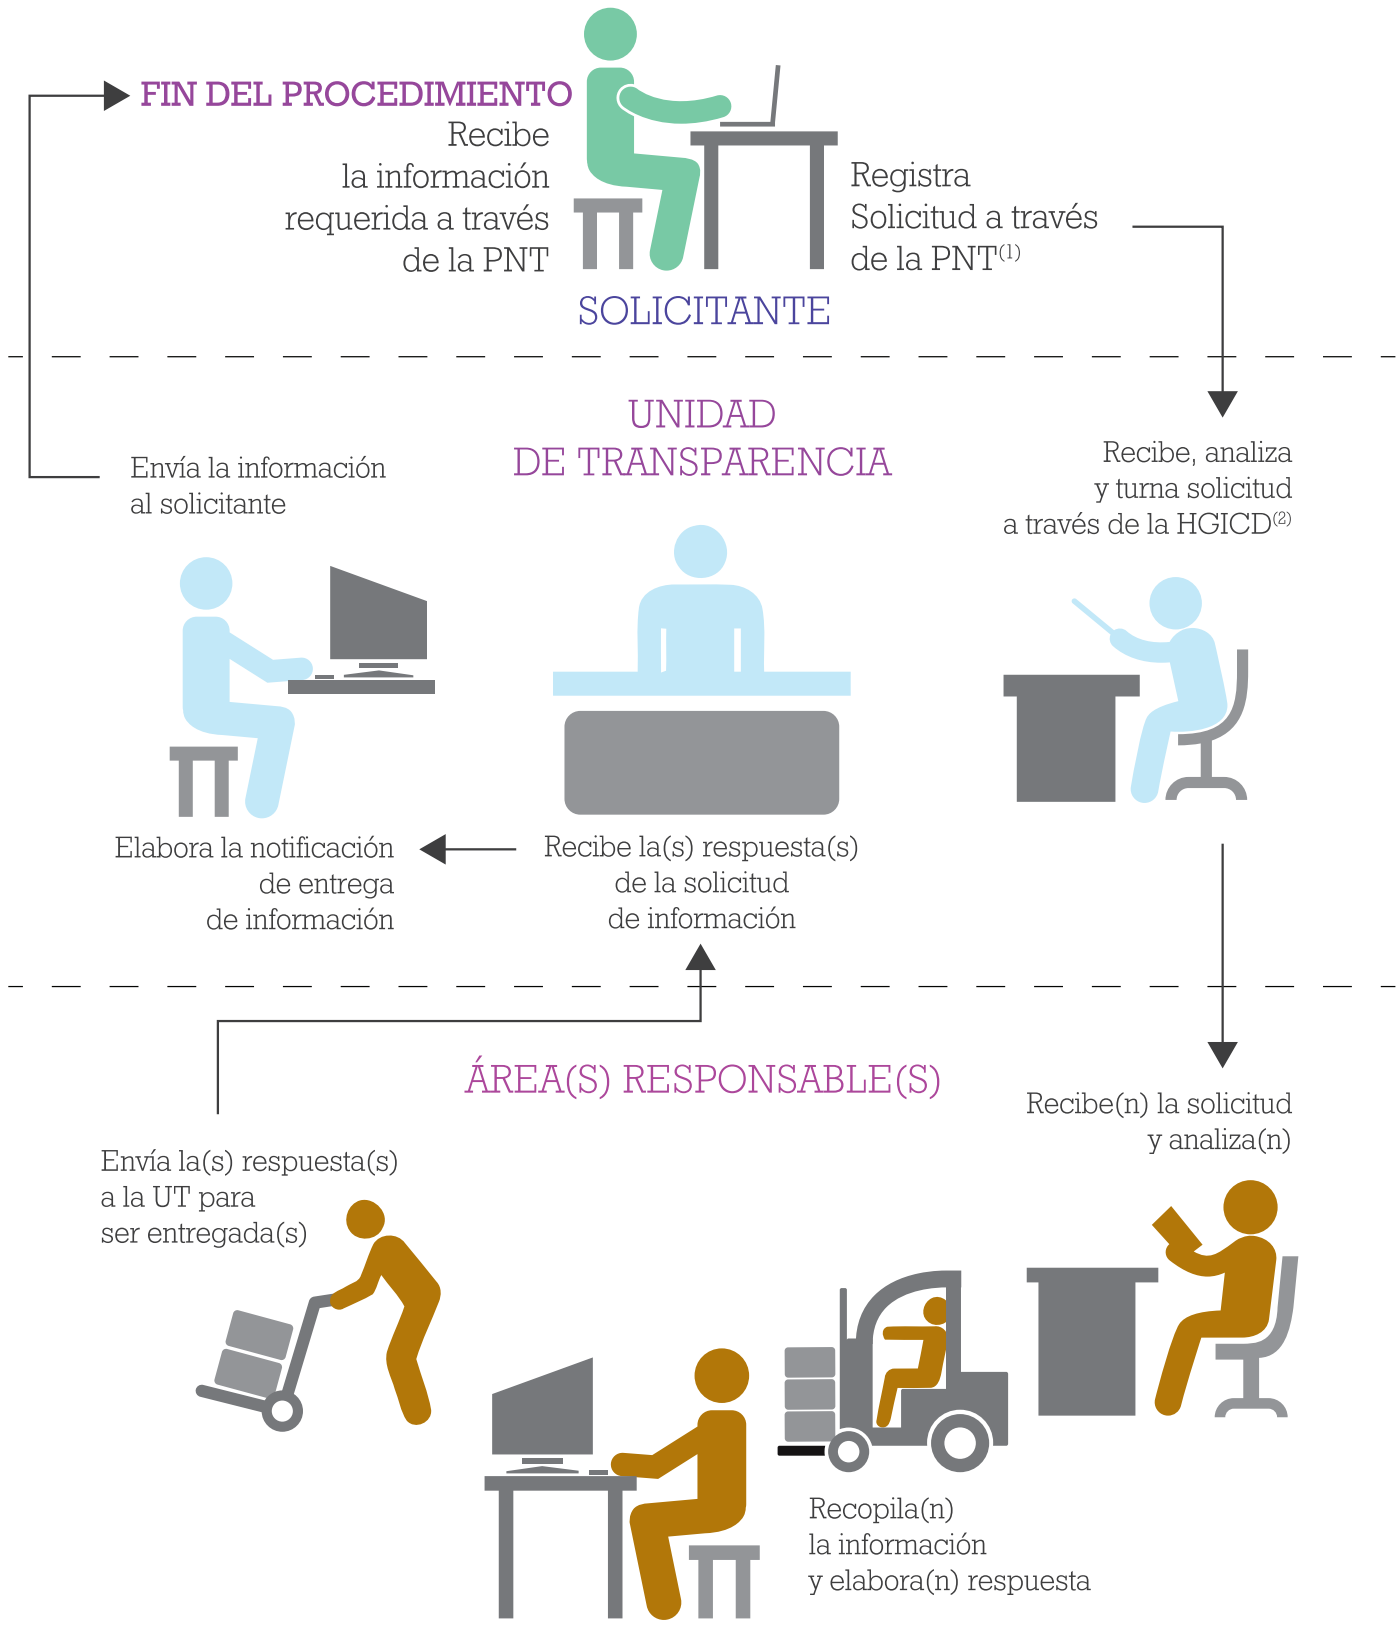 FIN DEL PROCEDIMIENTO
Recibe
la información
requerida a través
de la PNT
Registra
Solicitud a través
de la PNT(1)
SOLICITANTE
UNIDAD
DE TRANSPARENCIA
Envía la información
al solicitante
Recibe, analiza
y turna solicitud
a través de la HGICD(2)
Elabora la notificación
de entrega
de información
Recibe la(s) respuesta(s)
de la solicitud
de información
ÁREA(S) RESPONSABLE(S)
Recibe(n) la solicitud
y analiza(n)
Envía la(s) respuesta(s)
a la UT para
ser entregada(s)
Recopila(n)
la información
y elabora(n) respuesta